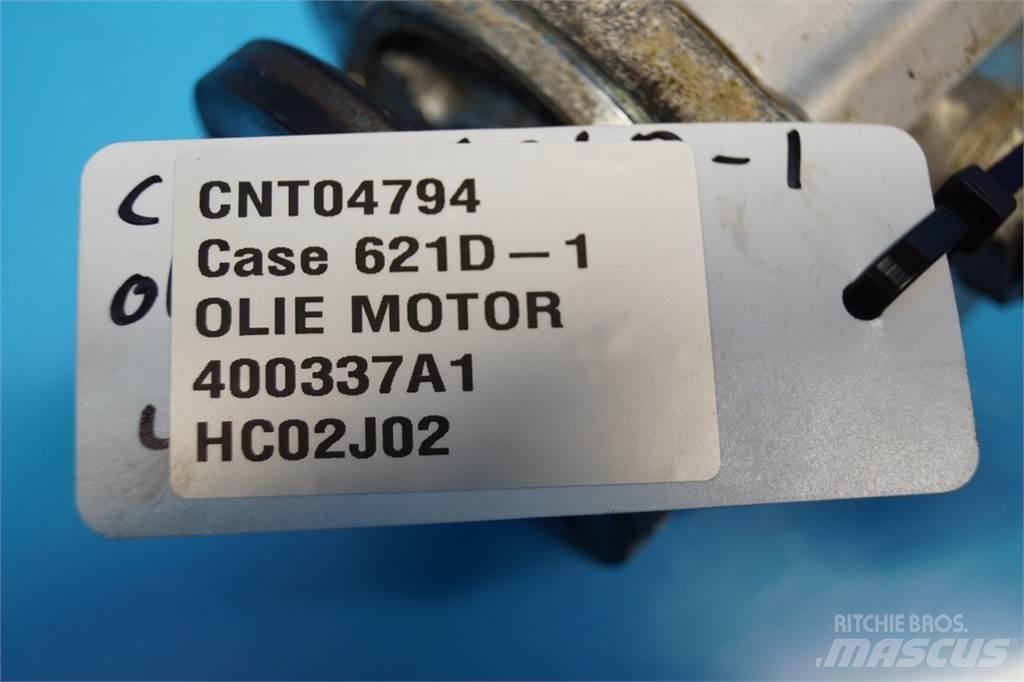 CNT04794
Case 621D-1
OLIE MOTOR
400337A1
HC02J02
RITCHIE BROS.
MASCUS